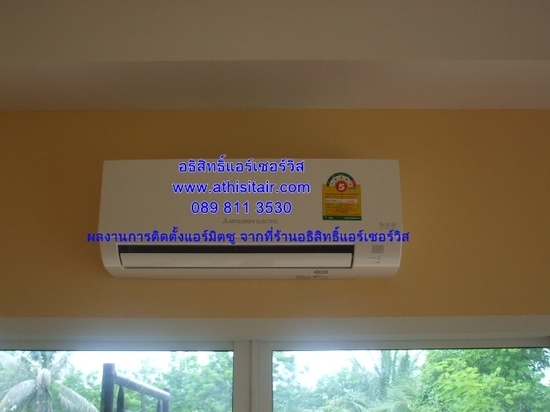 อธิสิทธิ์แอร์เซอร์วิส
www.athisitair.com
089 811 3530
MITSUBISHI ELECTRIC
5
ผลงานการติดตั้งแอร์มิตซู จากที่ร้านอธิสิทธิ์แอร์เซอร์วิส